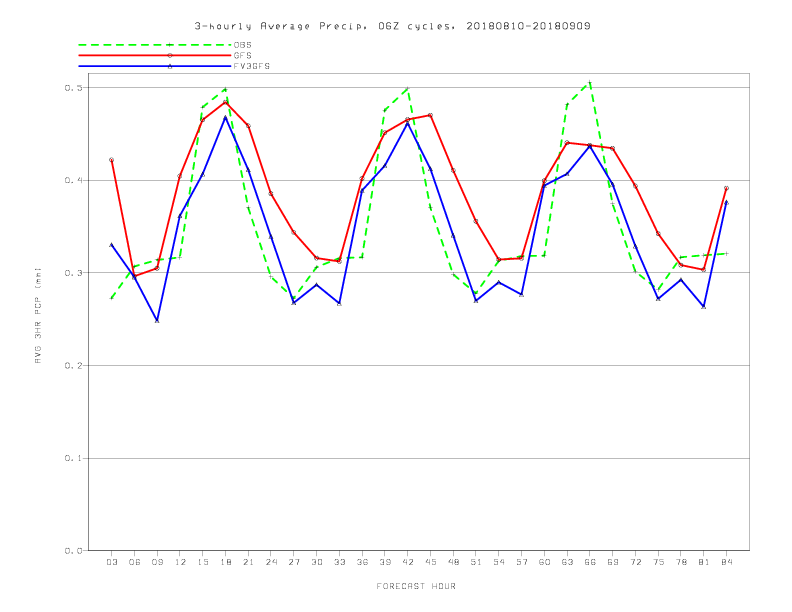 3-hourly Average Precip, 06Z cycles, 20180810-20180909
OBS
GFS
FV3GFS
0.5
0.4
0.3
0.2
0.1
0.0
AVG 3HR PCP (mm)
03 06 09 12 15 18 21 24 27 30 33 36 39 42 45 48 51 54 57 60 63 66 69 72 75 78 81 84
FORECAST HOUR